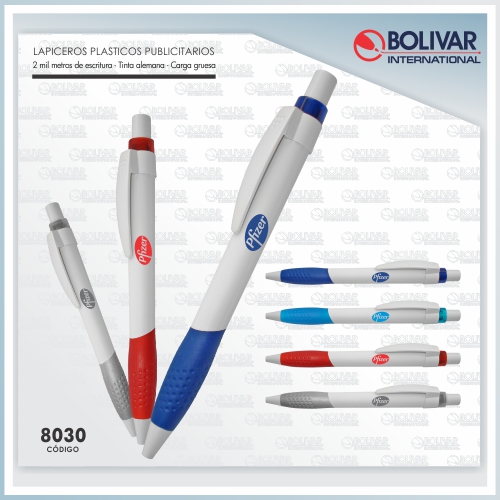 LAPICEROS PLASTICOS PUBLICITARIOS
2 mil metros de escritura - Tinta alemana - Carga gruesa
BOLIVAR
INTERNATIONAL
Pfizer
Pfizer
Pfizer
Pfizer
Pfizer
Pfizer
Pfizer
8030
CÓDIGO